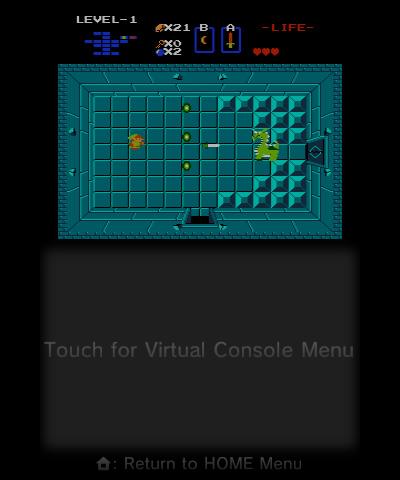 LEVEL-1
X21 B A -LIFE-
X0
X2
Touch for Virtual Console Menu
: Return to HOME Menu